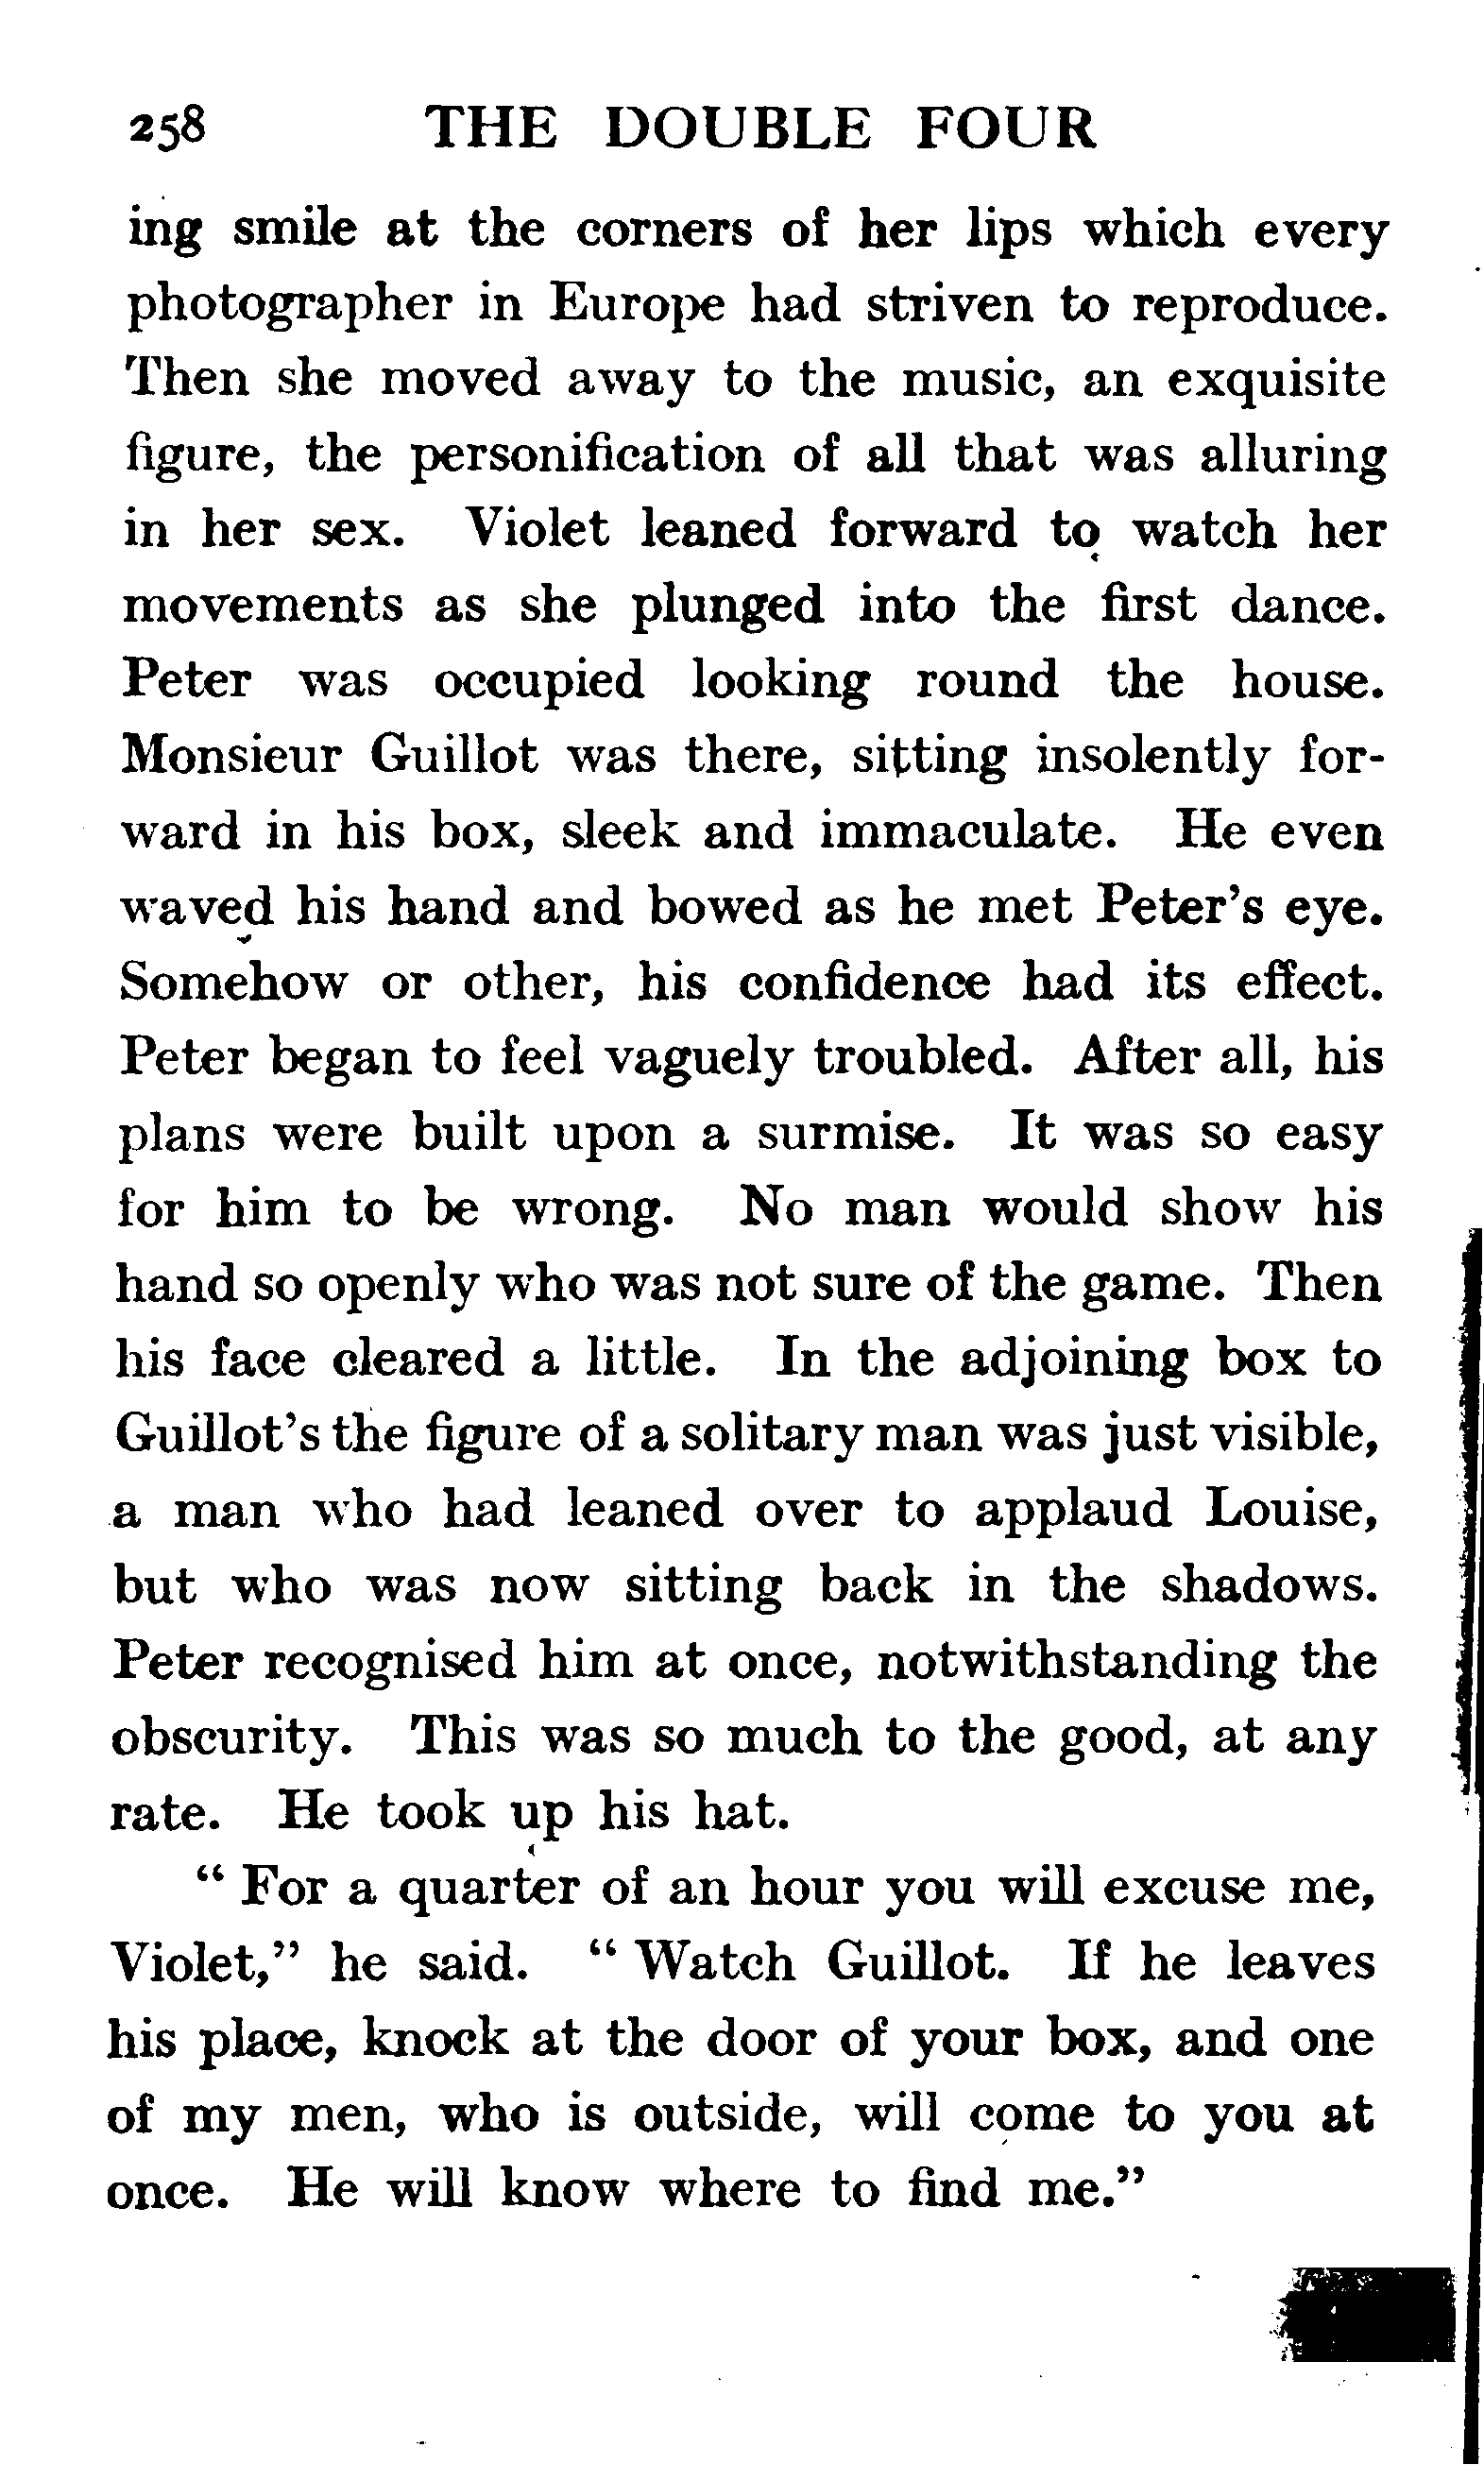 258 THE DOUBLE FOUR
ing smile at the corners of her lips which every
photographer in Europe had striven to reproduce.
Then she moved away to the music, an exquisite
figure, the personification of all that was alluring
in her sex. Violet leaned forward to watch her
movements as she plunged into the first dance.
Peter was occupied looking round the house.
Monsieur Guillot was there, sitting insolently for-
ward in his box, sleek and immaculate. He even
waved his hand and bowed as he met Peter's eye.
Somehow or other, his confidence had its effect.
Peter began to feel vaguely troubled. After all, his
plans were built upon a surmise. It was so easy
for him to be wrong. No man would show his
hand so openly who was not sure of the game. Then
his face cleared a little. In the adjoining box to
Guillot's the figure of a solitary man was just visible,
a man who had leaned over to applaud Louise,
but who was now sitting back in the shadows.
Peter recognised him at once, notwithstanding the
obscurity. This was so much to the good, at any
rate. He took up his hat.
" For a quarter of an hour you will excuse me,
Violet," he said. " Watch Guillot. If he leaves
his place, knock at the door of your box, and one
of my men, who is outside, will come to you at
once. He will know where to find me."